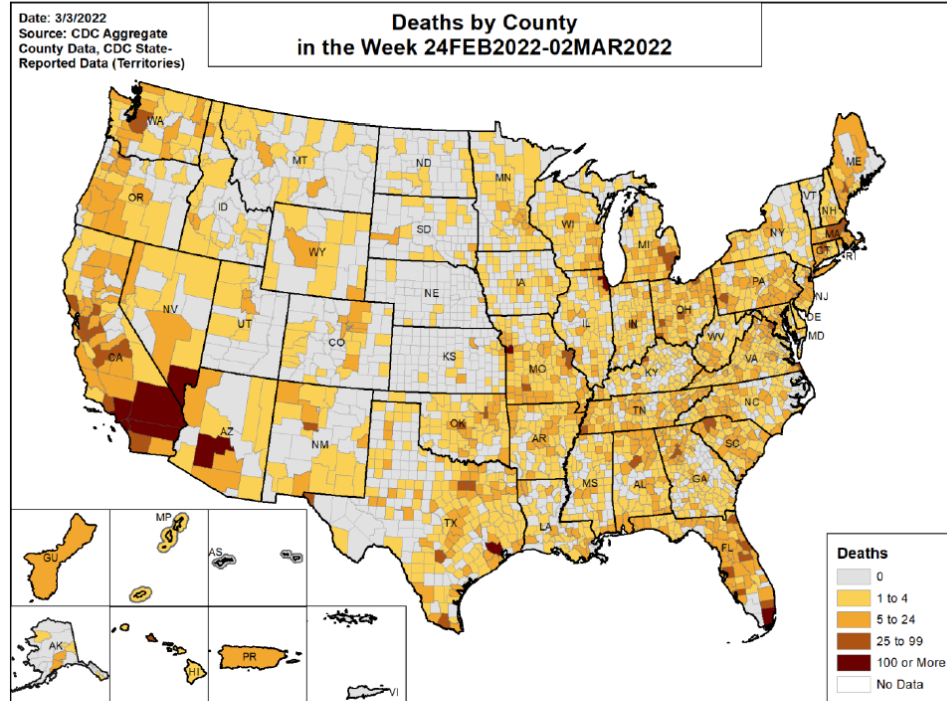 Date: 3/3/2022
Source: CDC Aggregate
County Data, CDC State-
Reported Data (Territories)
Deaths by County
in the Week 24FEB2022-02MAR2022
WA
MT
ND
MN
ME
VT
NH
OR
ID
SD
WI
MI
NY
MA
CT
RI
WY
NE
IA
PA
NJ
NV
UT
CO
IL
IN
OH
DE
MD
WV
VA
CA
KS
MO
KY
AZ
NM
OK
AR
TN
NC
SC
MS
AL
GA
TX
LA
FL
GU
MP
AS
AK
HI
PR
VI
Deaths
0
1 to 4
5 to 24
25 to 99
100 or More
No Data